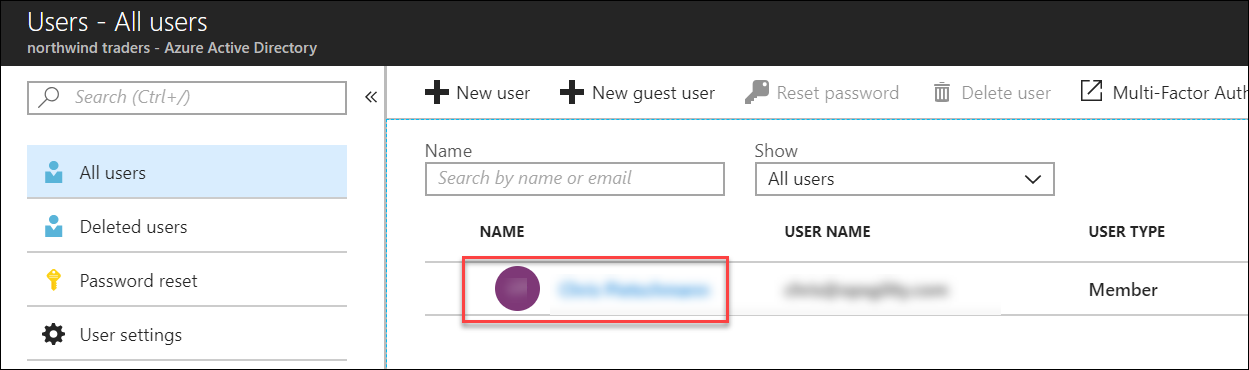 Users - All users
northwind traders - Azure Active Directory
Search (Ctrl+/)
«
New user
New guest user
Reset password
Delete user
Multi-Factor Auth
All users
Deleted users
Password reset
User settings
Name
Search by name or email
Show
All users
NAME USER NAME USER TYPE
Member